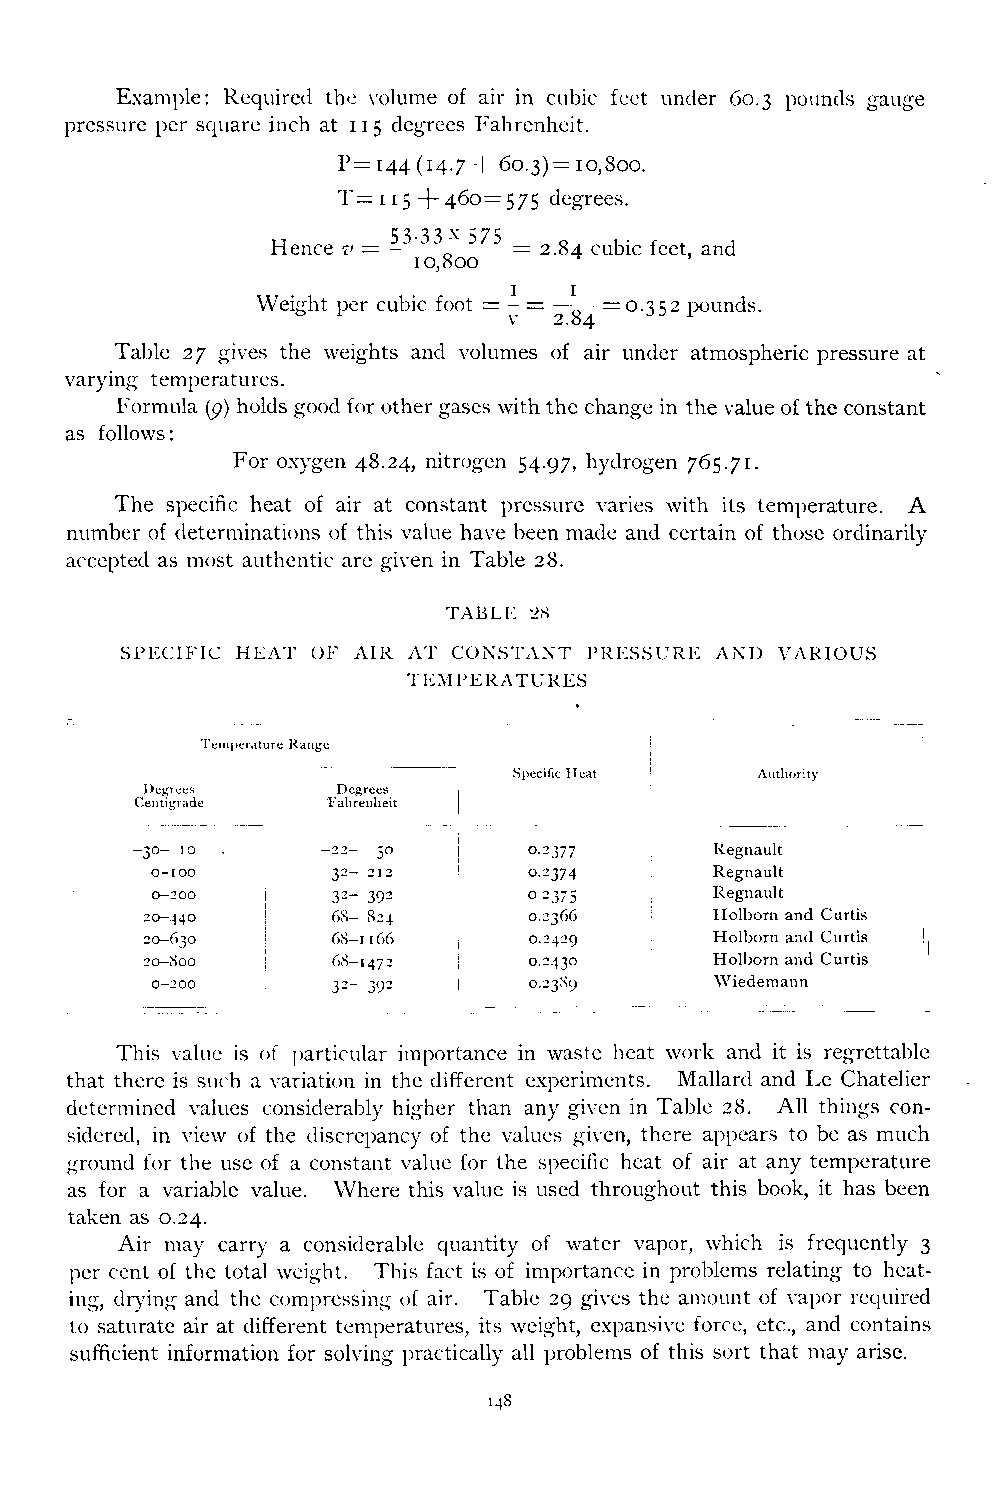 Example: Required the volume of air in cubic feet under 60.3 pounds gauge
pressure per square inch at 115 degrees Fahrenheit.
P=144(14.7 + 60.3)=10,800.
T=115+460=575 degrees.
Hence v = 53.33 x 575 / 10,800 = 2.84 cubic feet, and
Weight per cubic foot = 1/v = 1/2.84 = 0.352 pounds.
Table 27 gives the weights and volumes of air under atmospheric pressure at
varying temperatures.
Formula (9) holds good for other gases with the change in the value of the constant
as follows:
For oxygen 48.24, nitrogen 54.97, hydrogen 765.71.
The specific heat of air at constant pressure varies with its temperature. A
number of determinations of this value have been made and certain of those ordinarily
accepted as most authentic are given in Table 28.
TABLE 28
SPECIFIC HEAT OF AIR AT CONSTANT PRESSURE AND VARIOUS
TEMPERATURES
Temperature Range
Specific Heat Authority
Degrees Degrees
Centigrade Fahrenheit
-30- 10 -22- 50 0.2377 Regnault
0-100 32- 212 0.2374 Regnault
0-200 32- 392 0 2375 Regnault
20-440 68- 824 0.2366 Holborn and Curtis
20-630 68-1166 0.2429 Holborn and Curtis
20-800 68-1472 0.2430 Holborn and Curtis
0-200 32- 392 0.2389 Wiedemann
This value is of particular importance in waste heat work and it is regrettable
that there is such a variation in the different experiments. Mallard and Le Chatelier
determined values considerably higher than any given in Table 28. All things con-
sidered, in view of the discrepancy of the values given, there appears to be as much
ground for the use of a constant value for the specific heat of air at any temperature
as for a variable value. Where this value is used throughout this book, it has been
taken as 0.24.
Air may carry a considerable quantity of water vapor, which is frequently 3
per cent of the total weight. This fact is of importance in problems relating to heat-
ing, drying and the compressing of air. Table 29 gives the amount of vapor required
to saturate air at different temperatures, its weight, expansive force, etc., and contains
sufficient information for solving practically all problems of this sort that may arise.
148